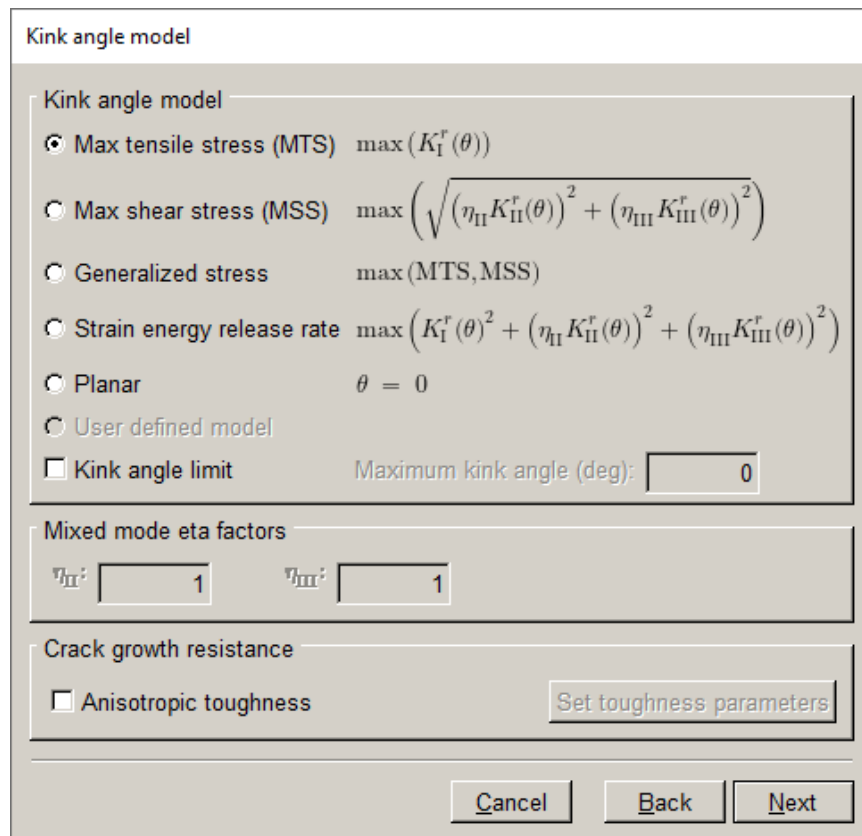 Kink angle model
Kink angle model
Max tensile stress (MTS) max (K_I^r (θ))
Max shear stress (MSS) max (√((η_II K_II^r(θ))^2 + (η_III K_III^r(θ))^2))
Generalized stress max (MTS, MSS)
Strain energy release rate max (K_I^r (θ)^2 + (η_II K_II^r(θ))^2 + (η_III K_III^r(θ))^2)
Planar θ = 0
User defined model
Kink angle limit Maximum kink angle (deg): 0
Mixed mode eta factors
η_II: 1 η_III: 1
Crack growth resistance
Anisotropic toughness Set toughness parameters
Cancel Back Next